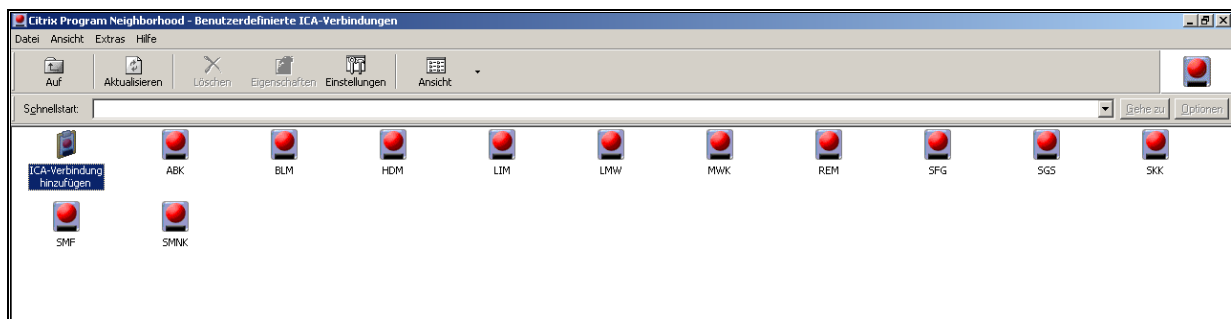 Citrix Program Neighborhood - Benutzerdefinierte ICA-Verbindungen
Datei Ansicht Extras Hilfe
Auf Aktualisieren Löschen Eigenschaften Einstellungen Ansicht
Schnellstart: Gehe zu Optionen
ICA-Verbindung hinzufügen
ABK BLM HDM LIM LMW MWK REM SFG SGS SKK
SMF SMNK